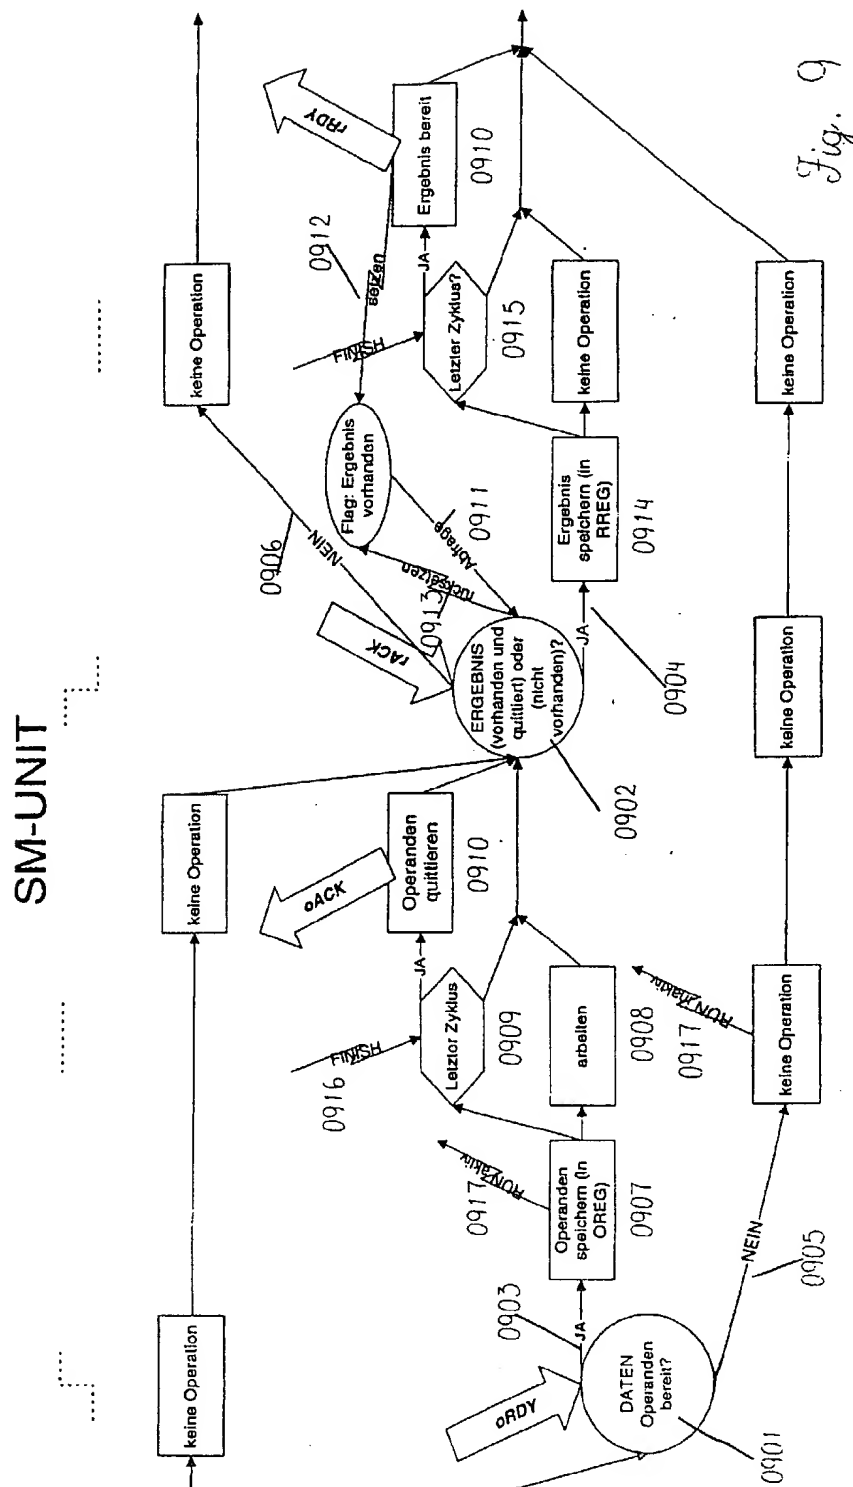 SM-UNIT
keine Operation
keine Operation
keine Operation
oRDY
DATEN
Operanden
bereit?
0901
JA
0903
NEIN
0905
Operanden
speichern (in
OREG)
0907
RUN aktiv
0917
FINISH
0916
Letzter Zyklus
0909
JA
arbeiten
0908
keine Operation
RUN inaktiv
0917
Operanden
quittieren
0910
oACK
rACK
ERGEBNIS
(vorhanden und
quittiert) oder
(nicht
vorhanden)?
0902
NEIN
0906
JA
0904
rücksetzen
0913
Abfrage
0911
Flag: Ergebnis
vorhanden
setzen
0912
Ergebnis
speichern (in
RREG)
0914
FINISH
Letzter Zyklus?
0915
JA
keine Operation
Ergebnis bereit
0910
rRDY
keine Operation
keine Operation
Fig. 9